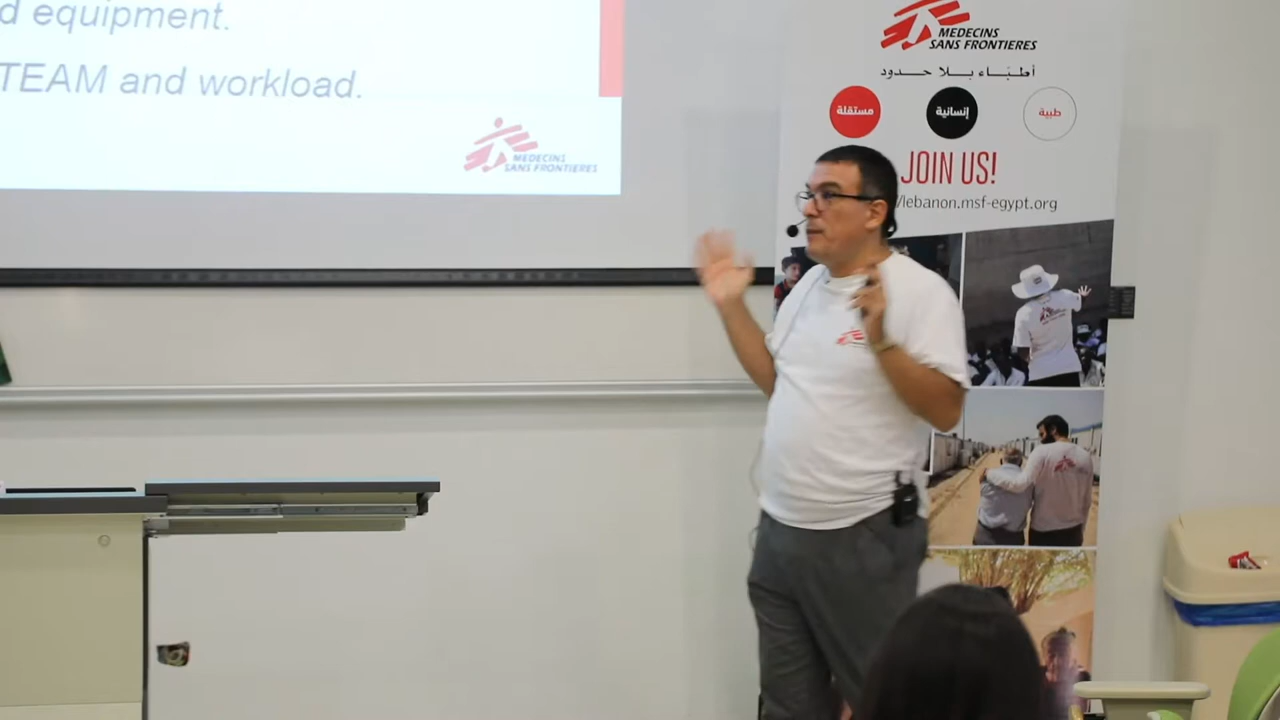 d equipment.
TEAM and workload.
MEDECINS
SANS FRONTIERES
MEDECINS
SANS FRONTIERES
أطباء بلا حدود
مستقلة
إنسانية
طبية
JOIN US!
/lebanon.msf-egypt.org